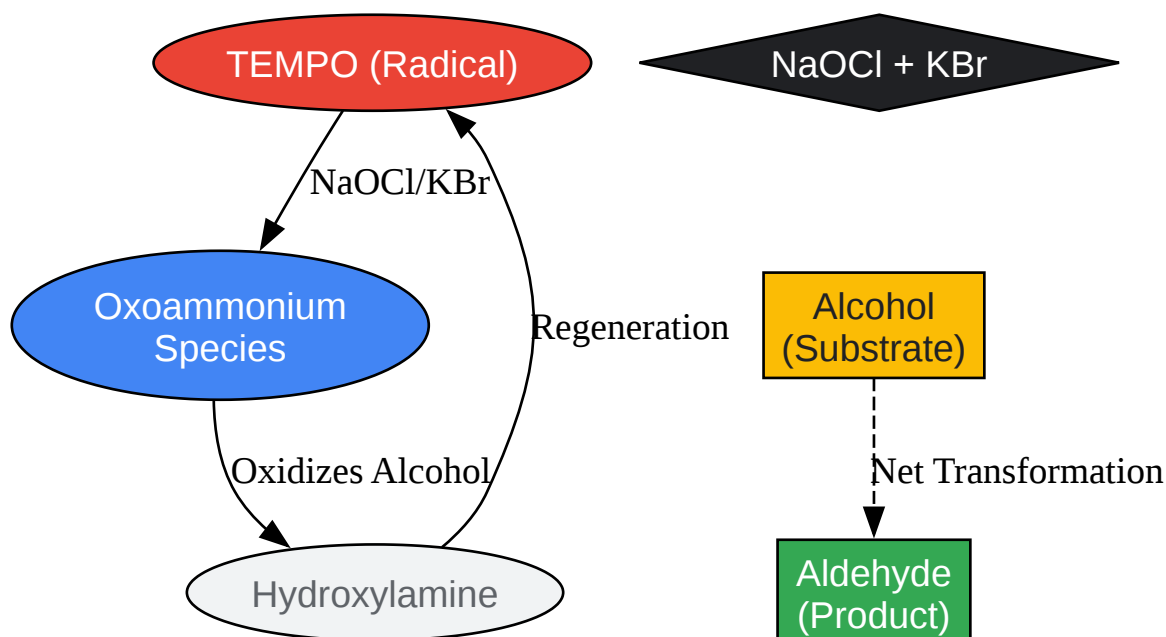 TEMPO (Radical)
NaOCl + KBr
NaOCl/KBr
Oxoammonium
Species
Regeneration
Alcohol
(Substrate)
Oxidizes Alcohol
Net Transformation
Hydroxylamine
Aldehyde
(Product)